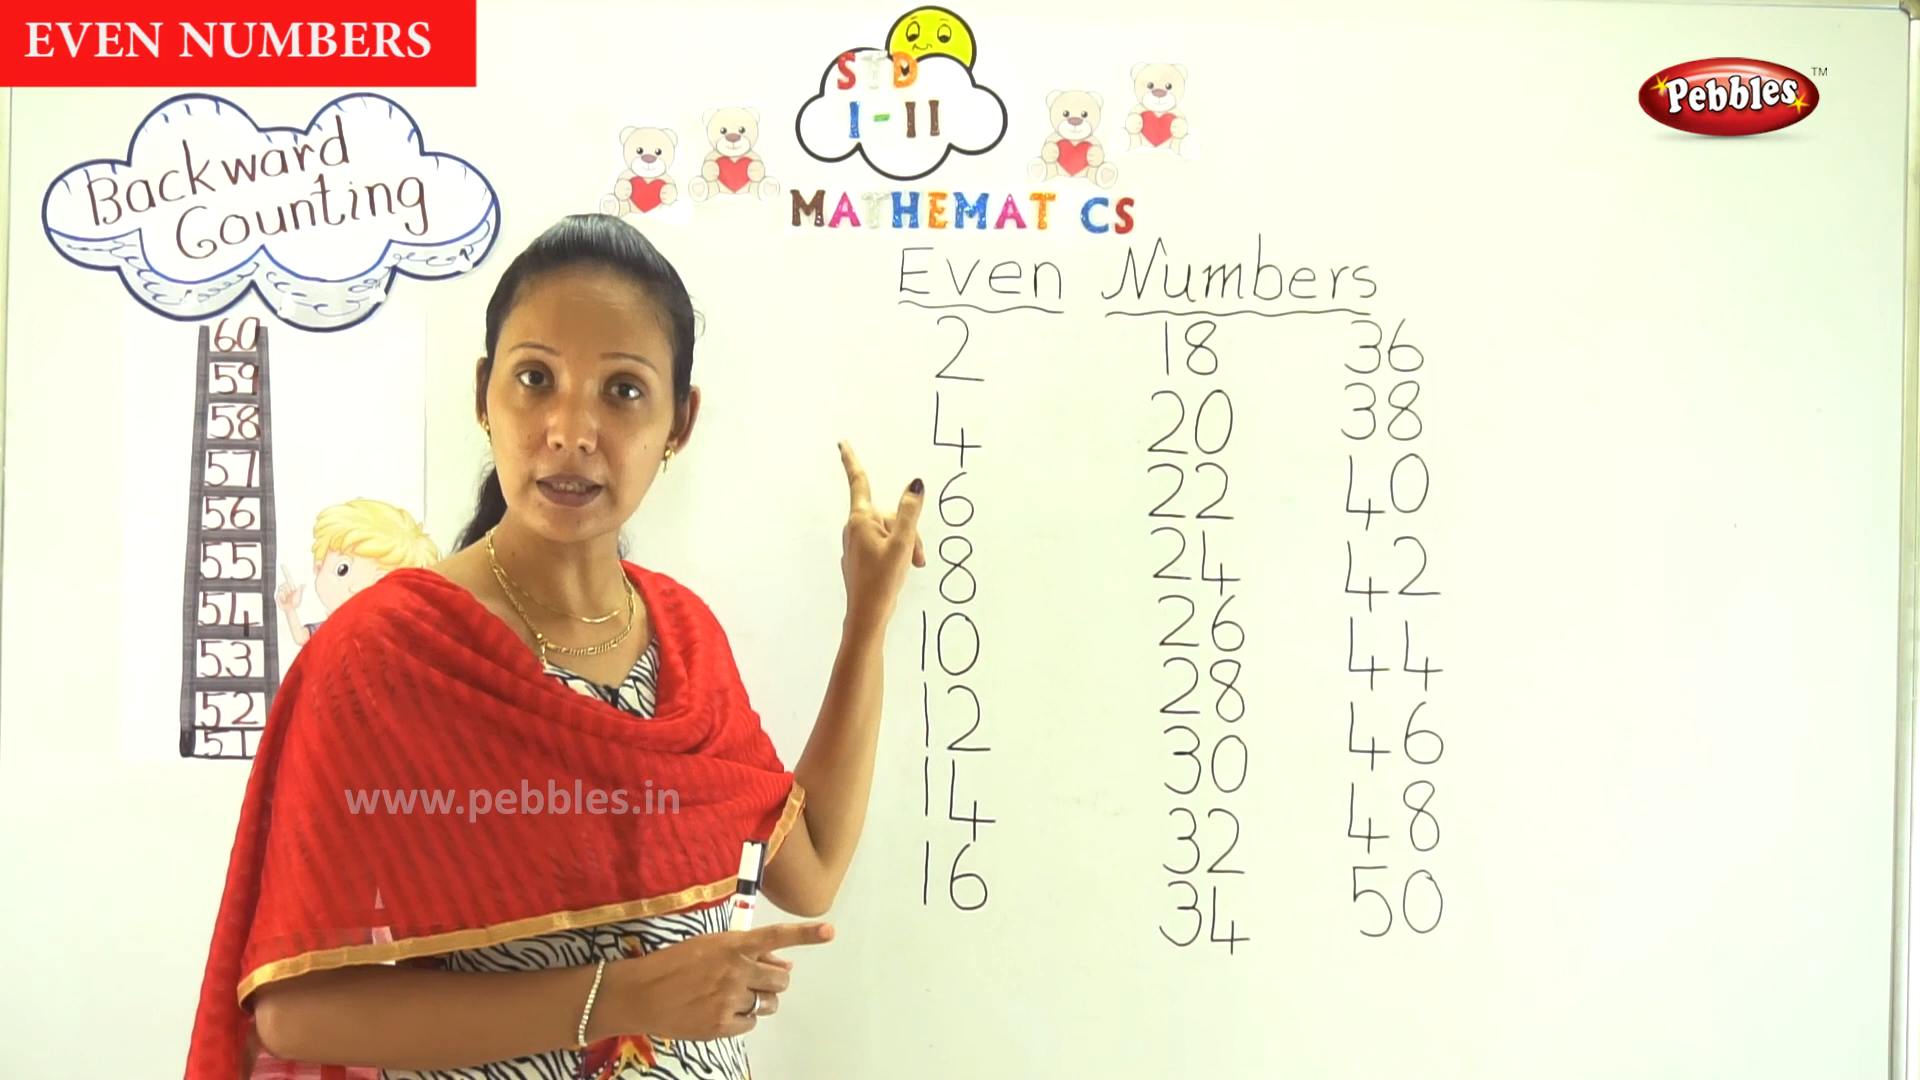 EVEN NUMBERS
STD
I-II
MATHEMAT CS
Pebbles™
Backward
Counting
60
59
58
57
56
55
54
53
52
51
Even Numbers
2 18 36
4 20 38
6 22 40
8 24 42
10 26 44
12 28 46
14 30 48
16 32 50
34
www.pebbles.in